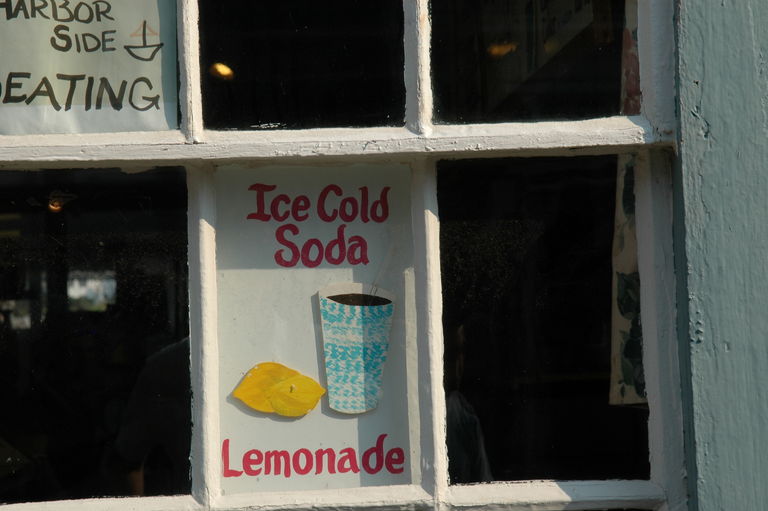 HARBOR
SIDE
EATING
Ice Cold
Soda
Lemonade